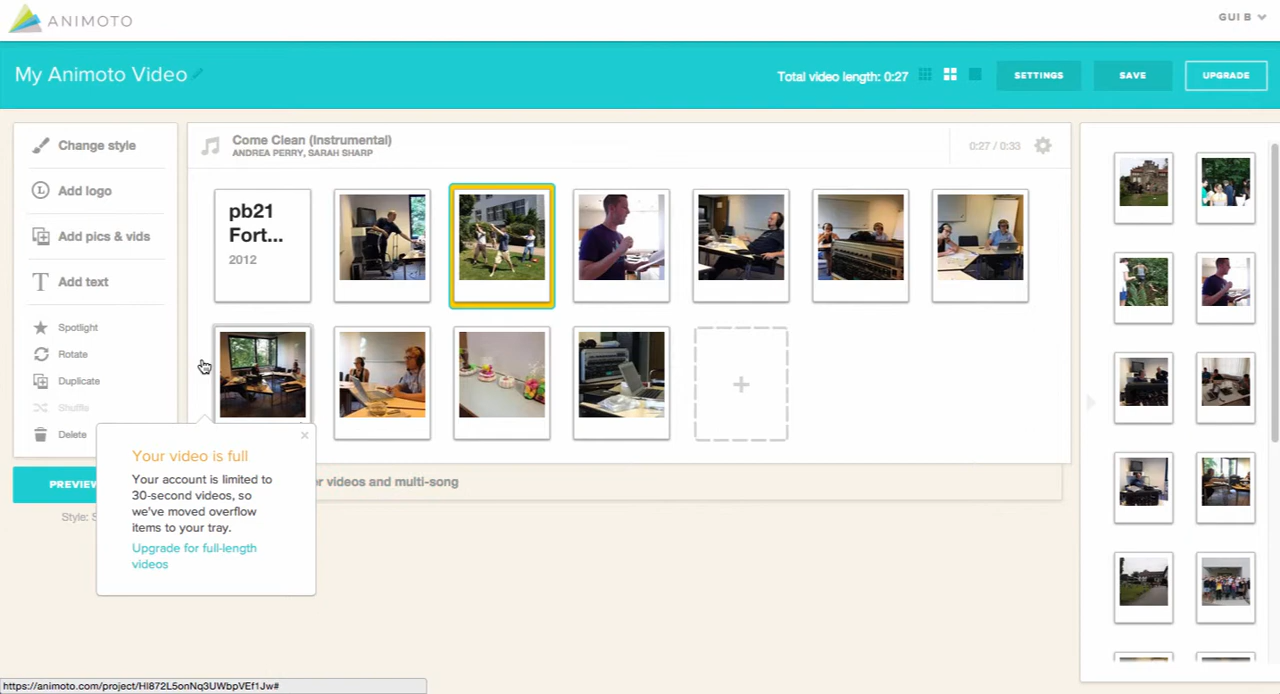 ANIMOTO
GUI B
My Animoto Video
Total video length: 0:27
SETTINGS
SAVE
UPGRADE
Change style
Add logo
Add pics & vids
Add text
Spotlight
Rotate
Duplicate
Shuffle
Delete
PREVIEW
Style: S
Come Clean (Instrumental)
ANDREA PERRY, SARAH SHARP
0:27 / 0:33
pb21
Fort...
2012
Your video is full
Your account is limited to
30-second videos, so
we've moved overflow
items to your tray.
Upgrade for full-length
videos
r videos and multi-song
https://animoto.com/project/HI872L5onNq3UWbpVEf1Jw#